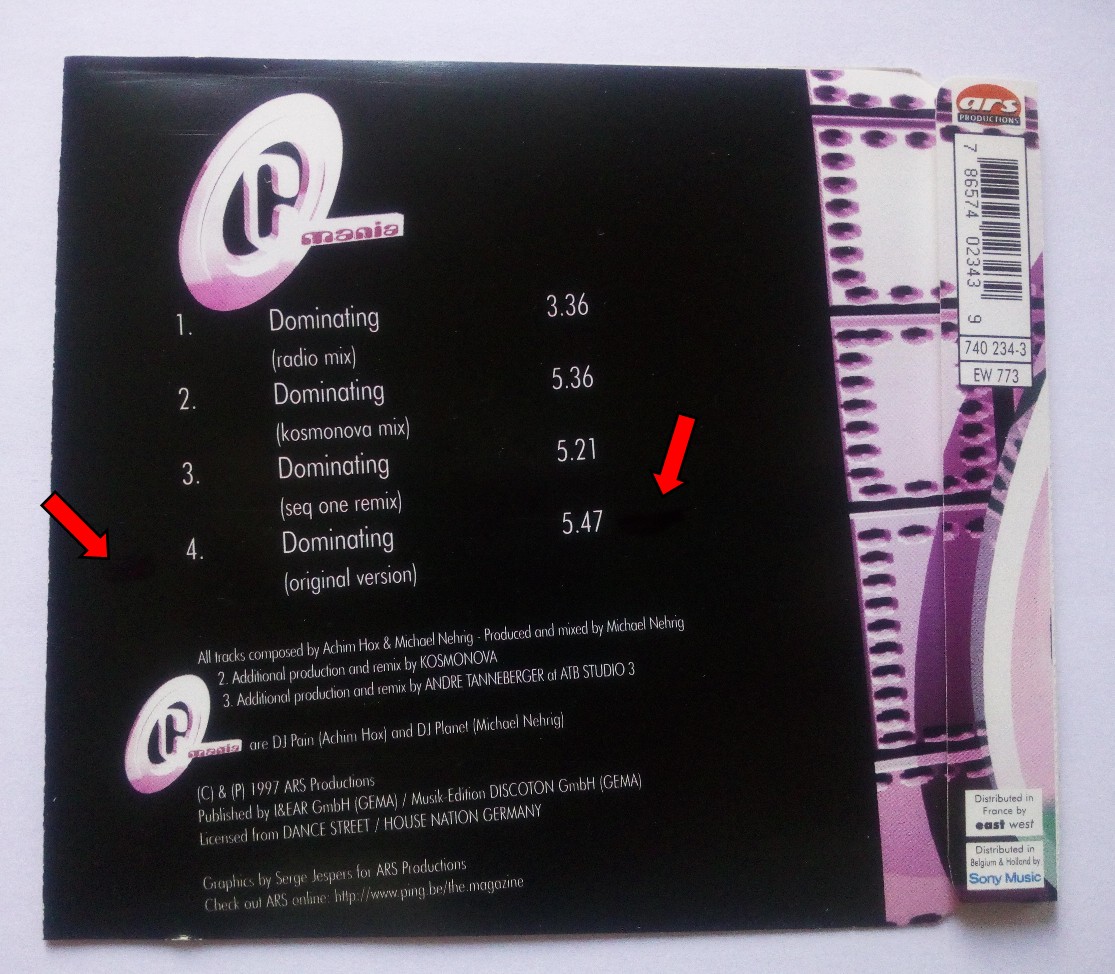 P
mania
1. Dominating 3.36
(radio mix)
2. Dominating 5.36
(kosmonova mix)
3. Dominating 5.21
(seq one remix)
4. Dominating 5.47
(original version)
All tracks composed by Achim Hox & Michael Nehrig - Produced and mixed by Michael Nehrig
2. Additional production and remix by KOSMONOVA
3. Additional production and remix by ANDRE TANNEBERGER at ATB STUDIO 3
P
mania are DJ Pain (Achim Hox) and DJ Planet (Michael Nehrig)
(C) & (P) 1997 ARS Productions
Published by I&EAR GmbH (GEMA) / Musik-Edition DISCOTON GmbH (GEMA)
Licensed from DANCE STREET / HOUSE NATION GERMANY
Graphics by Serge Jespers for ARS Productions
Check out ARS online: http://www.ping.be/the.magazine
ars
PRODUCTIONS
7 86574 02343 9
740 234-3
EW 773
Distributed in
France by
east west
Distributed in
Belgium & Holland by
Sony Music